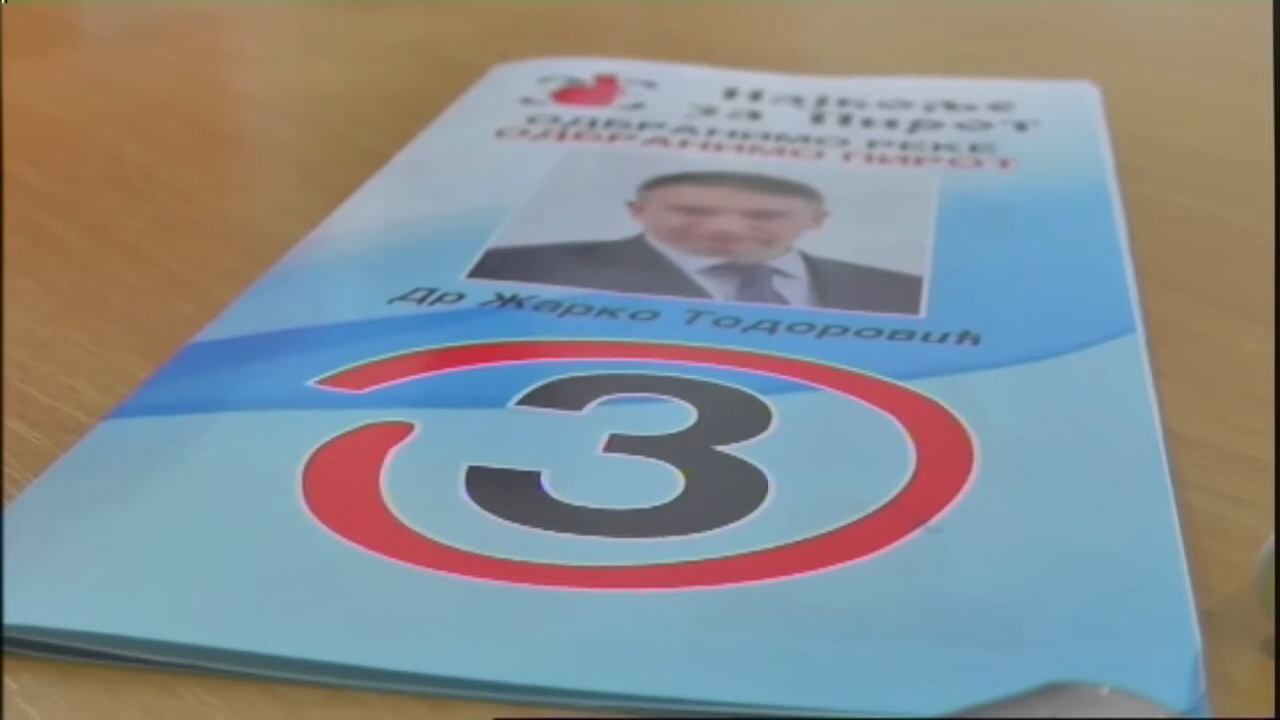 Најбоље
за Пирот
ОДБРАНИМО РЕКЕ
ОДБРАНИМО ПИРОТ
Др Жарко Тодоровић
3